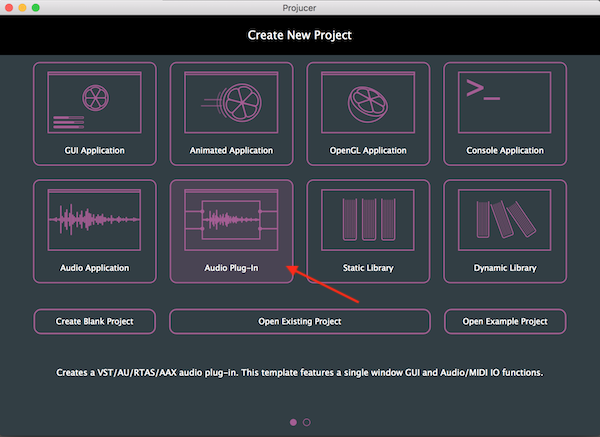 Projucer
Create New Project
GUI Application
Animated Application
OpenGL Application
>_
Console Application
Audio Application
Audio Plug-In
Static Library
Dynamic Library
Create Blank Project
Open Existing Project
Open Example Project
Creates a VST/AU/RTAS/AAX audio plug-in. This template features a single window GUI and Audio/MIDI IO functions.